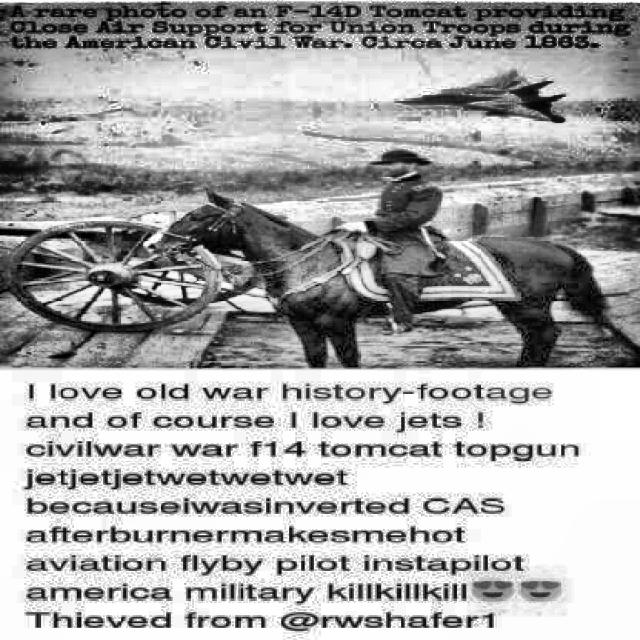 A rare photo of an F-14D Tomcat providing
Close Air Support for Union Troops during
the American Civil War. Circa June 1863.
I love old war history-footage
and of course I love jets !
civilwar war f14 tomcat topgun
jetjetjetwetwetwet
becauseiwasinverted CAS
afterburnermakesmehot
aviation flyby pilot instapilot
america military killkillkill😍😍
Thieved from @rwshafer1